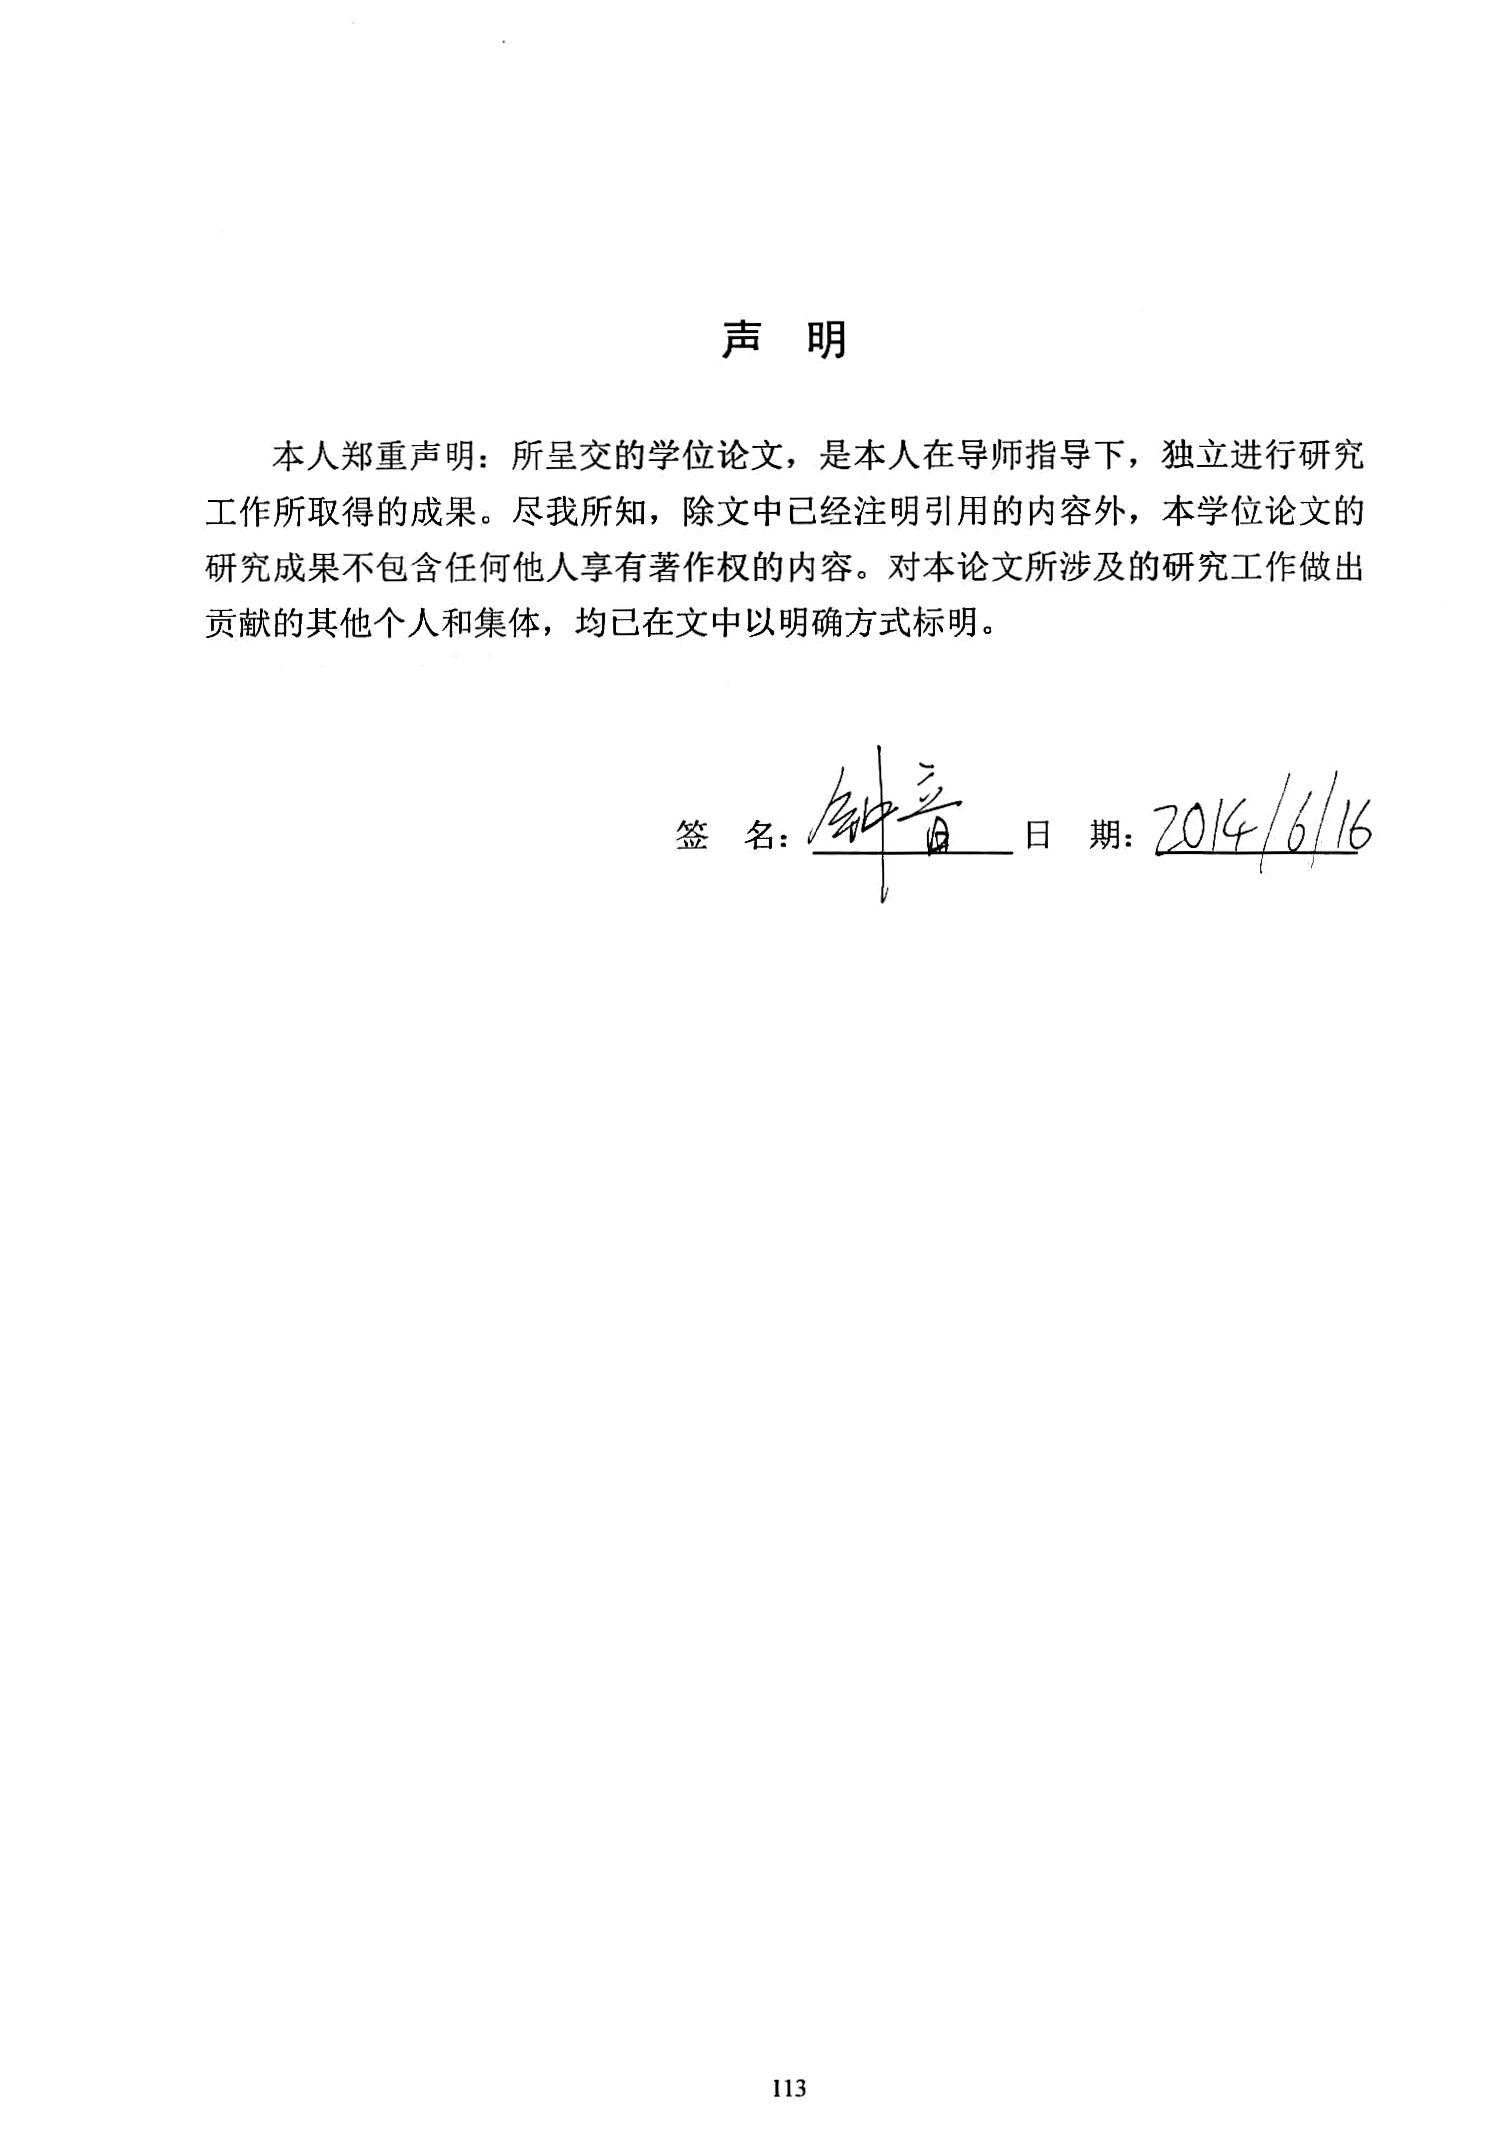 声 明
本人郑重声明：所呈交的学位论文，是本人在导师指导下，独立进行研究
工作所取得的成果。尽我所知，除文中已经注明引用的内容外，本学位论文的
研究成果不包含任何他人享有著作权的内容。对本论文所涉及的研究工作做出
贡献的其他个人和集体，均已在文中以明确方式标明。
签 名：钟音 日 期：2014/6/16
113